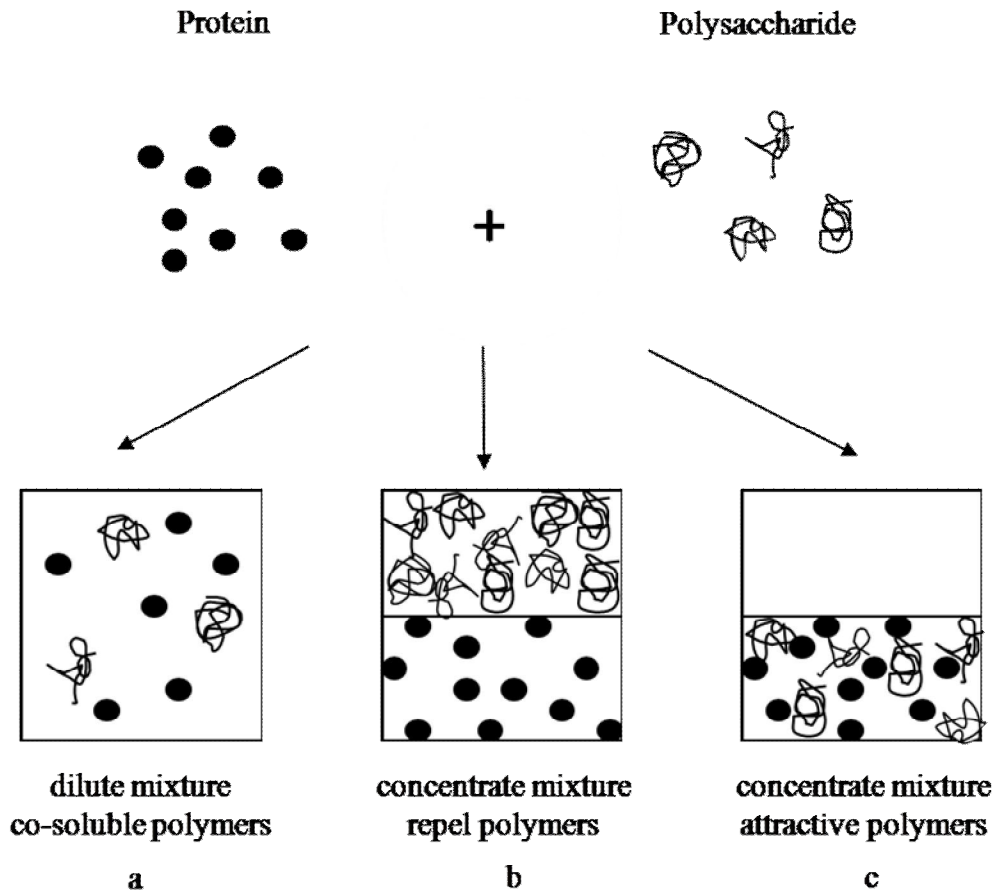 Protein
Polysaccharide
+
dilute mixture
co-soluble polymers
a
concentrate mixture
repel polymers
b
concentrate mixture
attractive polymers
c